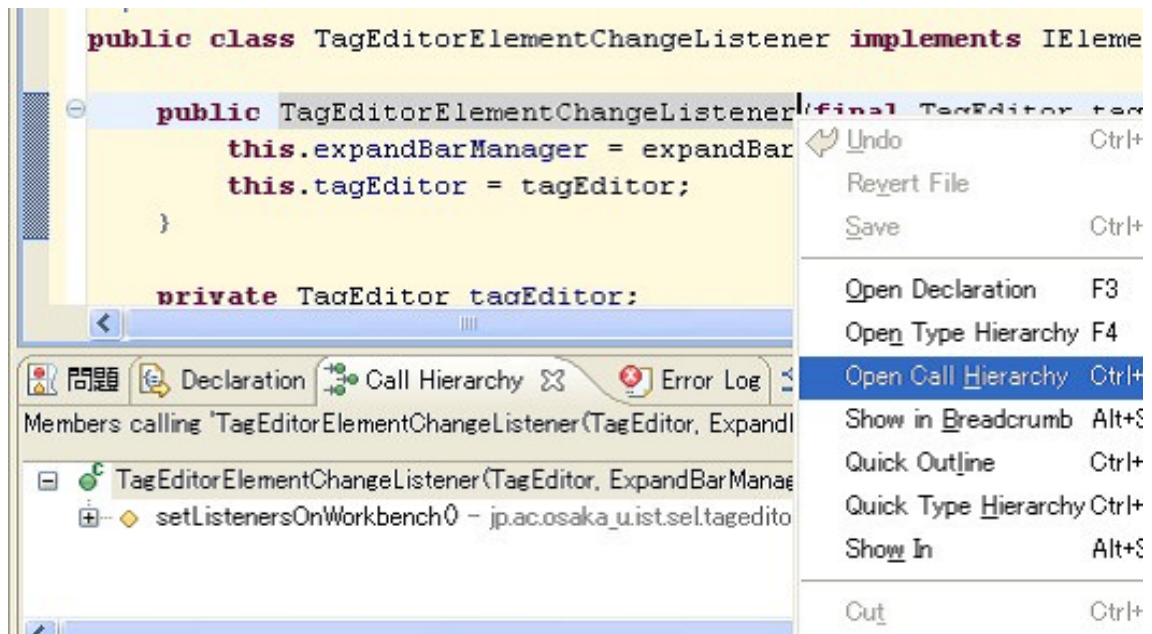 public class TagEditorElementChangeListener implements IEleme
public TagEditorElementChangeListener(final TagEditor tag
this.expandBarManager = expandBar
this.tagEditor = tagEditor;
}
private TagEditor tagEditor;
Undo Ctrl+
Revert File
Save Ctrl+
Open Declaration F3
Open Type Hierarchy F4
Open Call Hierarchy Ctrl+
Show in Breadcrumb Alt+S
Quick Outline Ctrl+
Quick Type Hierarchy Ctrl+
Show In Alt+S
Cut Ctrl+
問題 Declaration Call Hierarchy Error Log
Members calling 'TagEditorElementChangeListener(TagEditor, Expand
TagEditorElementChangeListener(TagEditor, ExpandBarManag
setListenersOnWorkbench() - jp.ac.osaka_u.ist.sel.tagedito